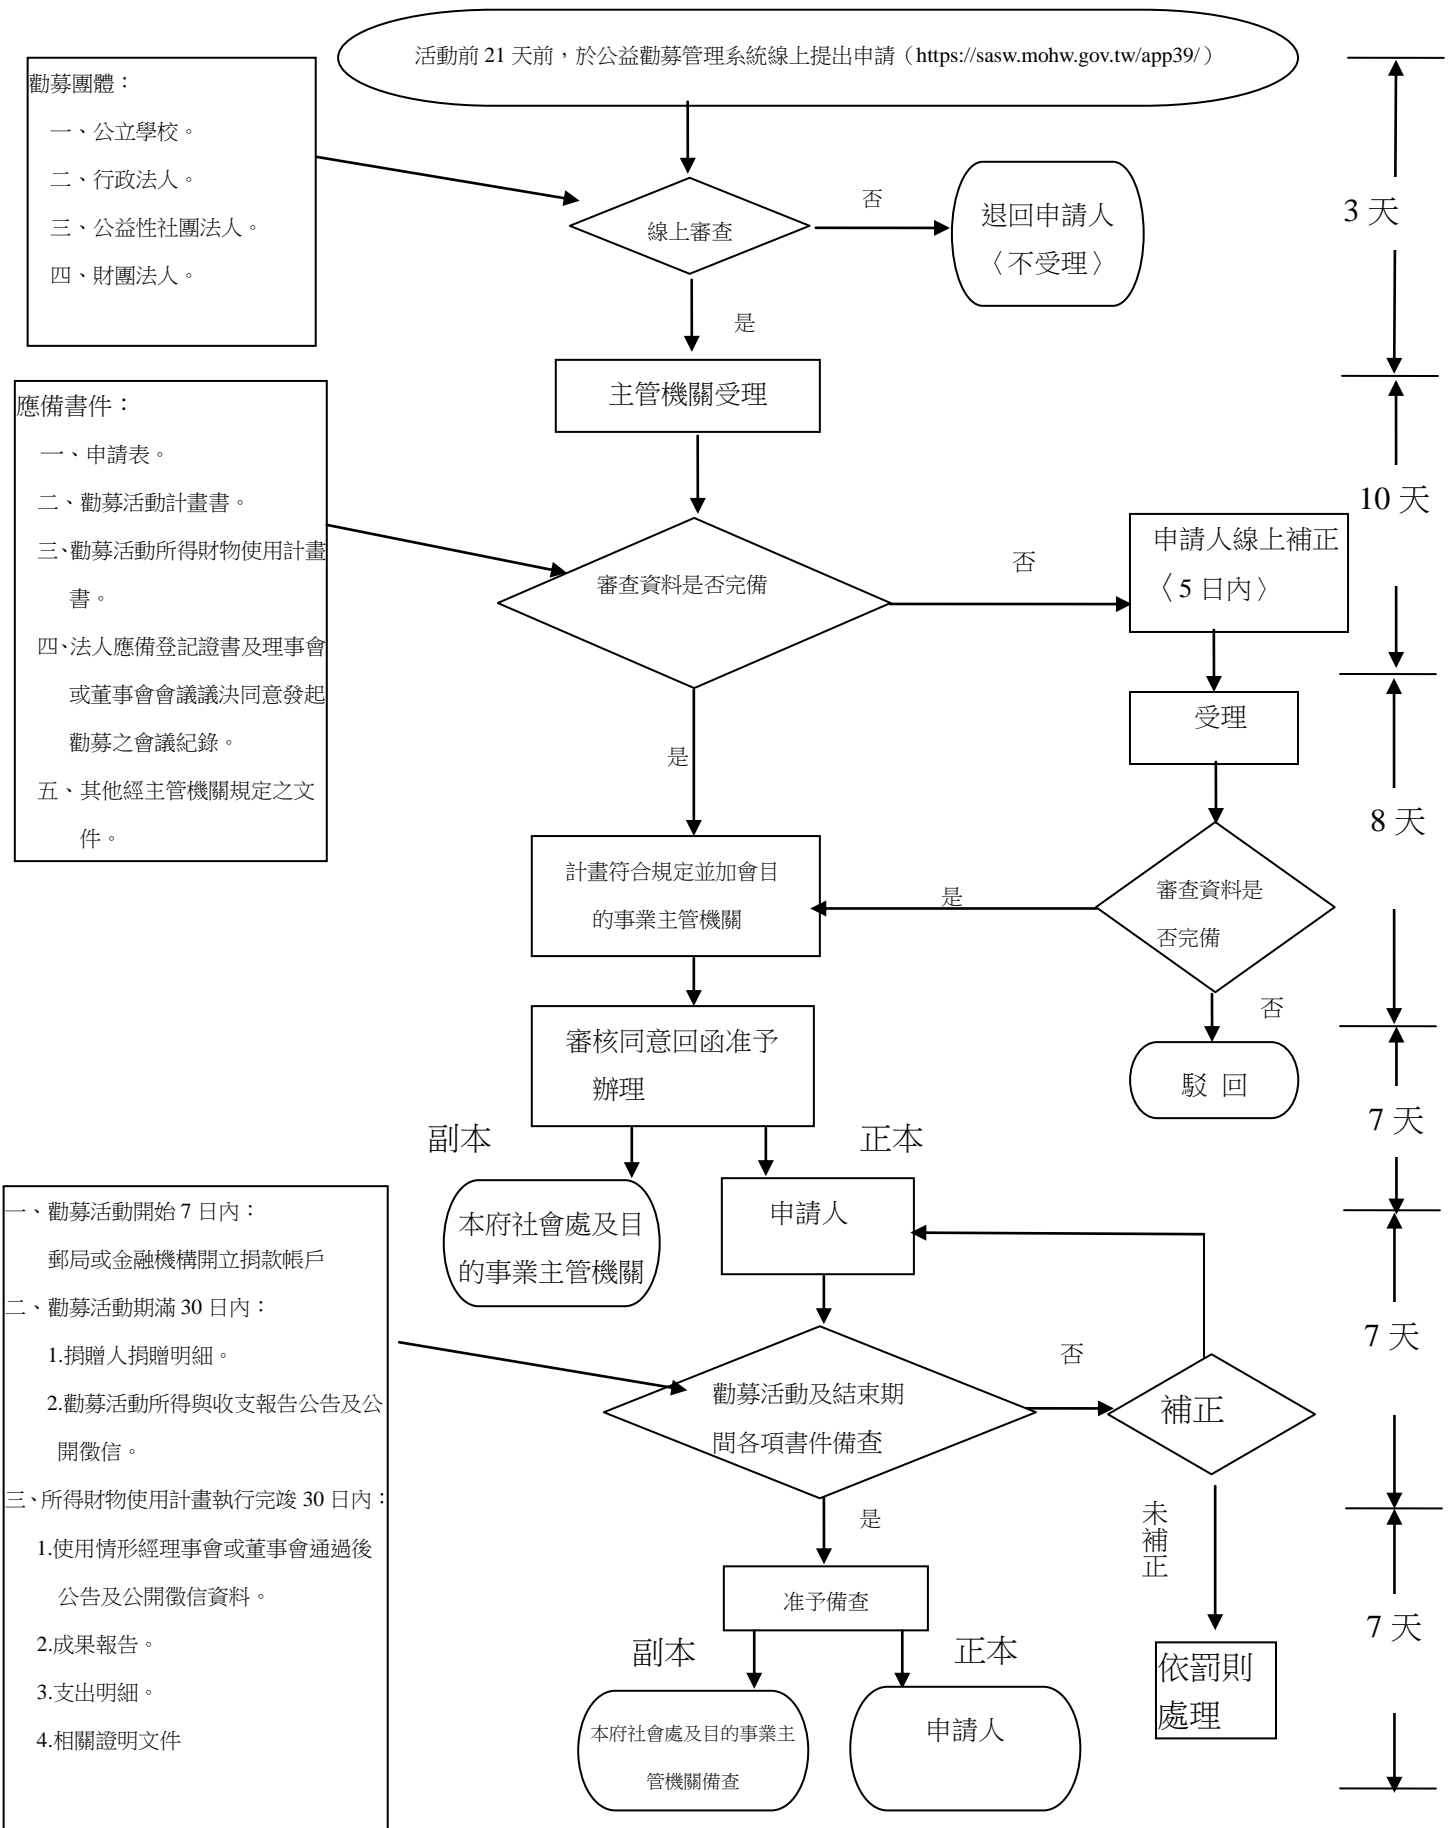 活動前 21 天前，於公益勸募管理系統線上提出申請（https://sasw.mohw.gov.tw/app39/）
勸募團體：
一、公立學校。
二、行政法人。
三、公益性社團法人。
四、財團法人。
線上審查
否
退回申請人
〈不受理〉
3 天
是
主管機關受理
應備書件：
一、申請表。
二、勸募活動計畫書。
三、勸募活動所得財物使用計畫
書。
四、法人應備登記證書及理事會
或董事會會議議決同意發起
勸募之會議紀錄。
五、其他經主管機關規定之文
件。
審查資料是否完備
否
申請人線上補正
〈5 日內〉
10 天
受理
是
8 天
計畫符合規定並加會目
的事業主管機關
是
審查資料是
否完備
否
審核同意回函准予
辦理
駁 回
7 天
副本
正本
本府社會處及目
的事業主管機關
申請人
一、勸募活動開始 7 日內：
郵局或金融機構開立捐款帳戶
二、勸募活動期滿 30 日內：
1.捐贈人捐贈明細。
2.勸募活動所得與收支報告公告及公
開徵信。
三、所得財物使用計畫執行完竣 30 日內：
1.使用情形經理事會或董事會通過後
公告及公開徵信資料。
2.成果報告。
3.支出明細。
4.相關證明文件
勸募活動及結束期
間各項書件備查
否
補正
7 天
是
未補正
准予備查
副本
正本
依罰則
處理
7 天
本府社會處及目的事業主
管機關備查
申請人